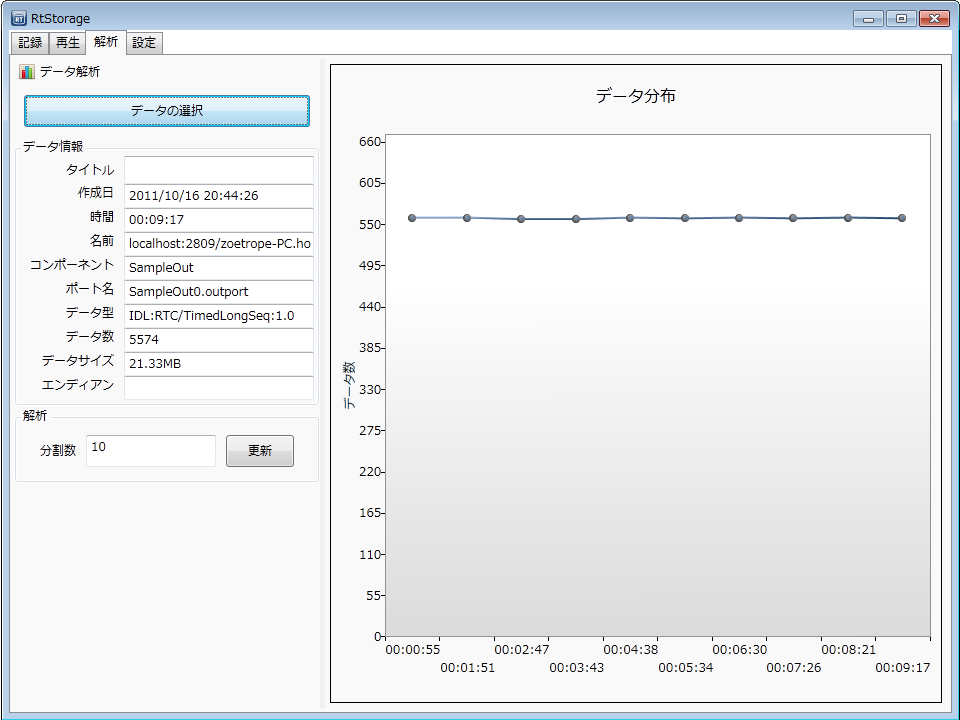 RT RtStorage
記録 再生 解析 設定
データ解析
データの選択
データ情報
タイトル
作成日 2011/10/16 20:44:26
時間 00:09:17
名前 localhost:2809/zoetrope-PC.ho
コンポーネント SampleOut
ポート名 SampleOut0.outport
データ型 IDL:RTC/TimedLongSeq:1.0
データ数 5574
データサイズ 21.33MB
エンディアン
解析
分割数 10 更新
データ分布
データ数
660
605
550
495
440
385
330
275
220
165
110
55
0
00:00:55 00:02:47 00:04:38 00:06:30 00:08:21
00:01:51 00:03:43 00:05:34 00:07:26 00:09:17